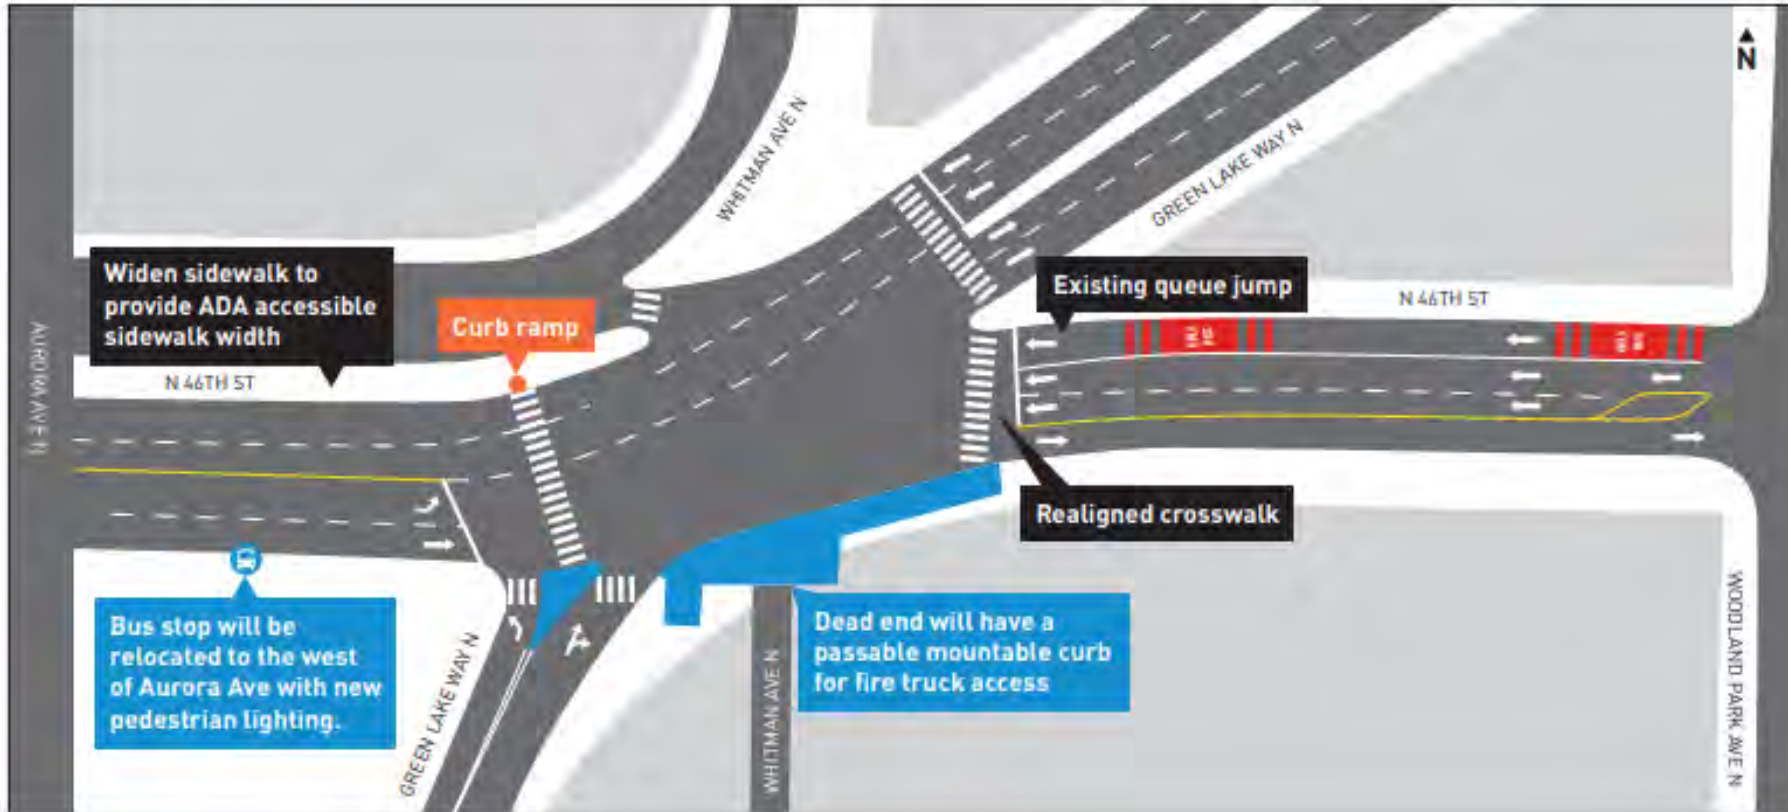 N
WHITMAN AVE N
GREEN LAKE WAY N
Widen sidewalk to
provide ADA accessible
sidewalk width
Curb ramp
Existing queue jump
N 46TH ST
N 46TH ST
AURORA AVE N
Realigned crosswalk
Bus stop will be
relocated to the west
of Aurora Ave with new
pedestrian lighting.
GREEN LAKE WAY N
WHITMAN AVE N
Dead end will have a
passable mountable curb
for fire truck access
WOODLAND PARK AVE N